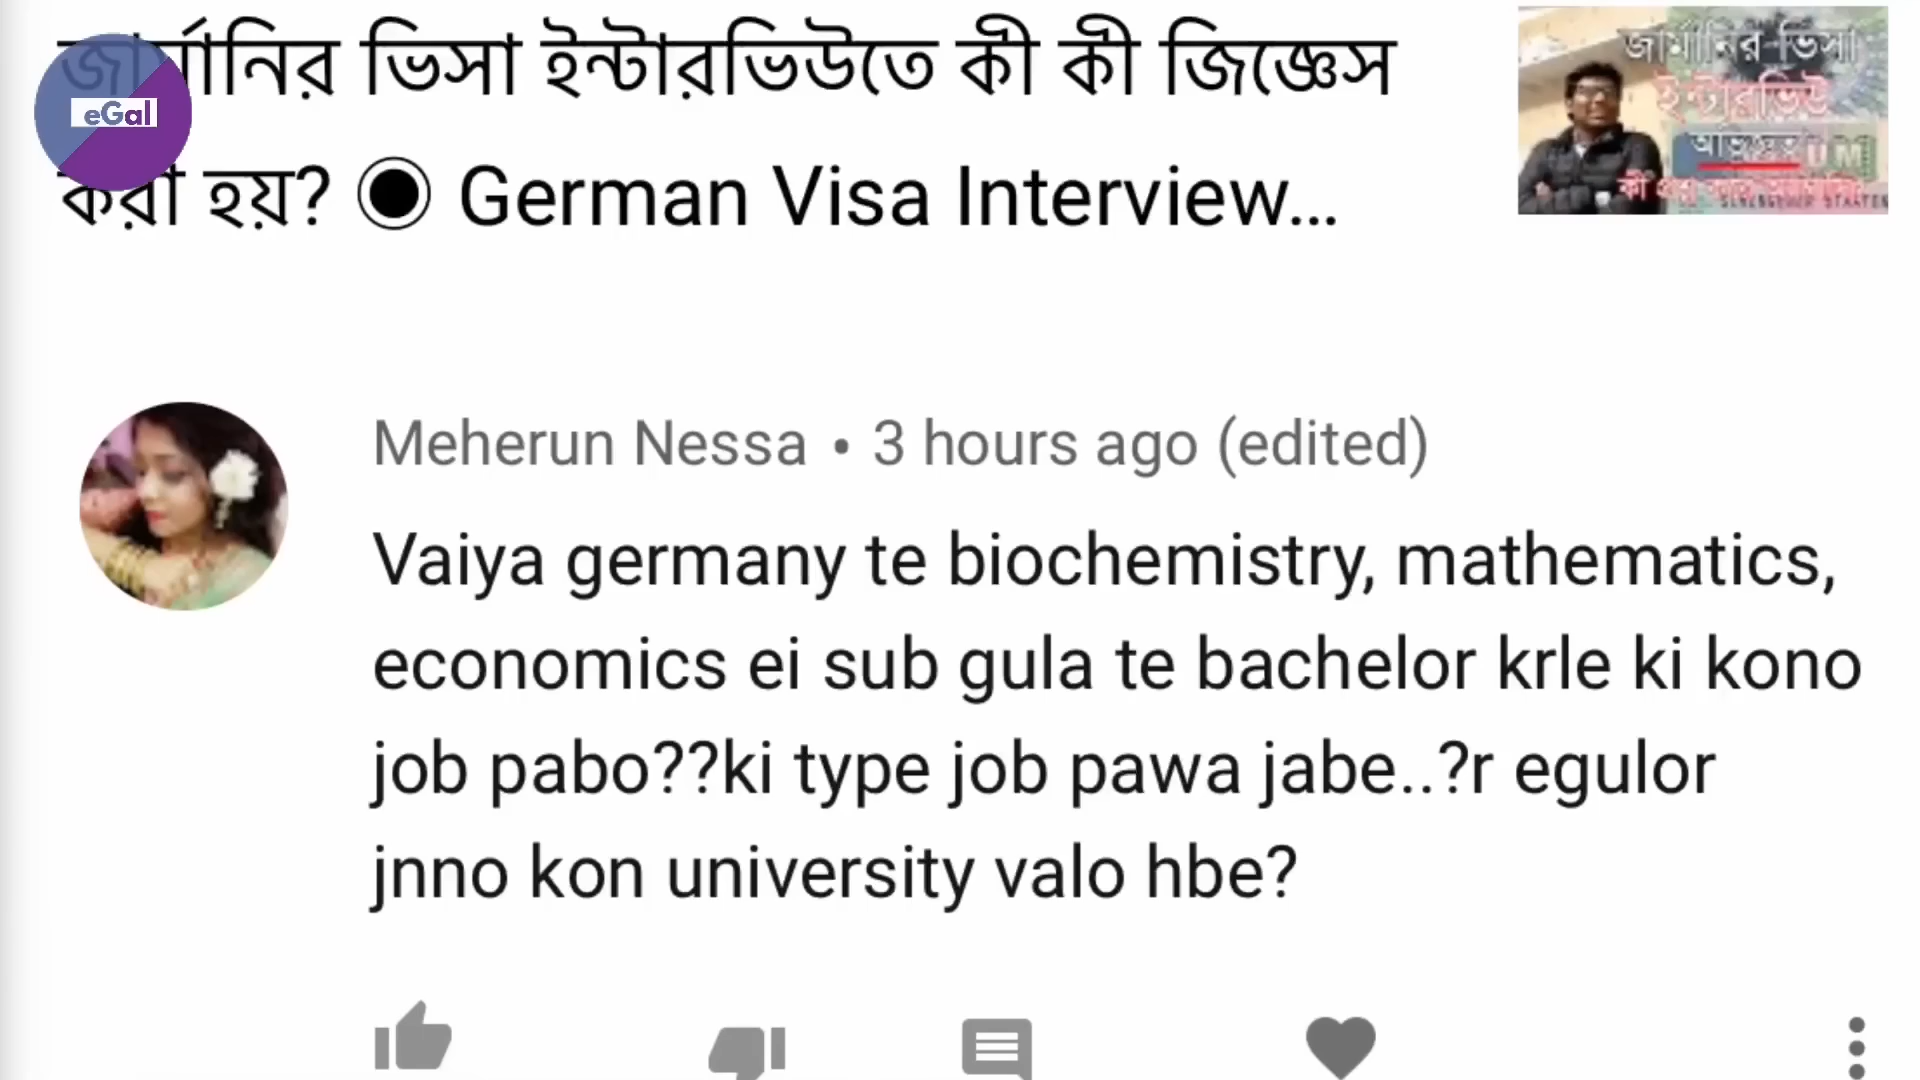 জার্মানির ভিসা ইন্টারভিউতে কী কী জিজ্ঞেস
করা হয়? ◉ German Visa Interview...
eGal
জার্মানির ভিসা
ইন্টারভিউ
Meherun Nessa • 3 hours ago (edited)
Vaiya germany te biochemistry, mathematics,
economics ei sub gula te bachelor krle ki kono
job pabo??ki type job pawa jabe..?r egulor
jnno kon university valo hbe?